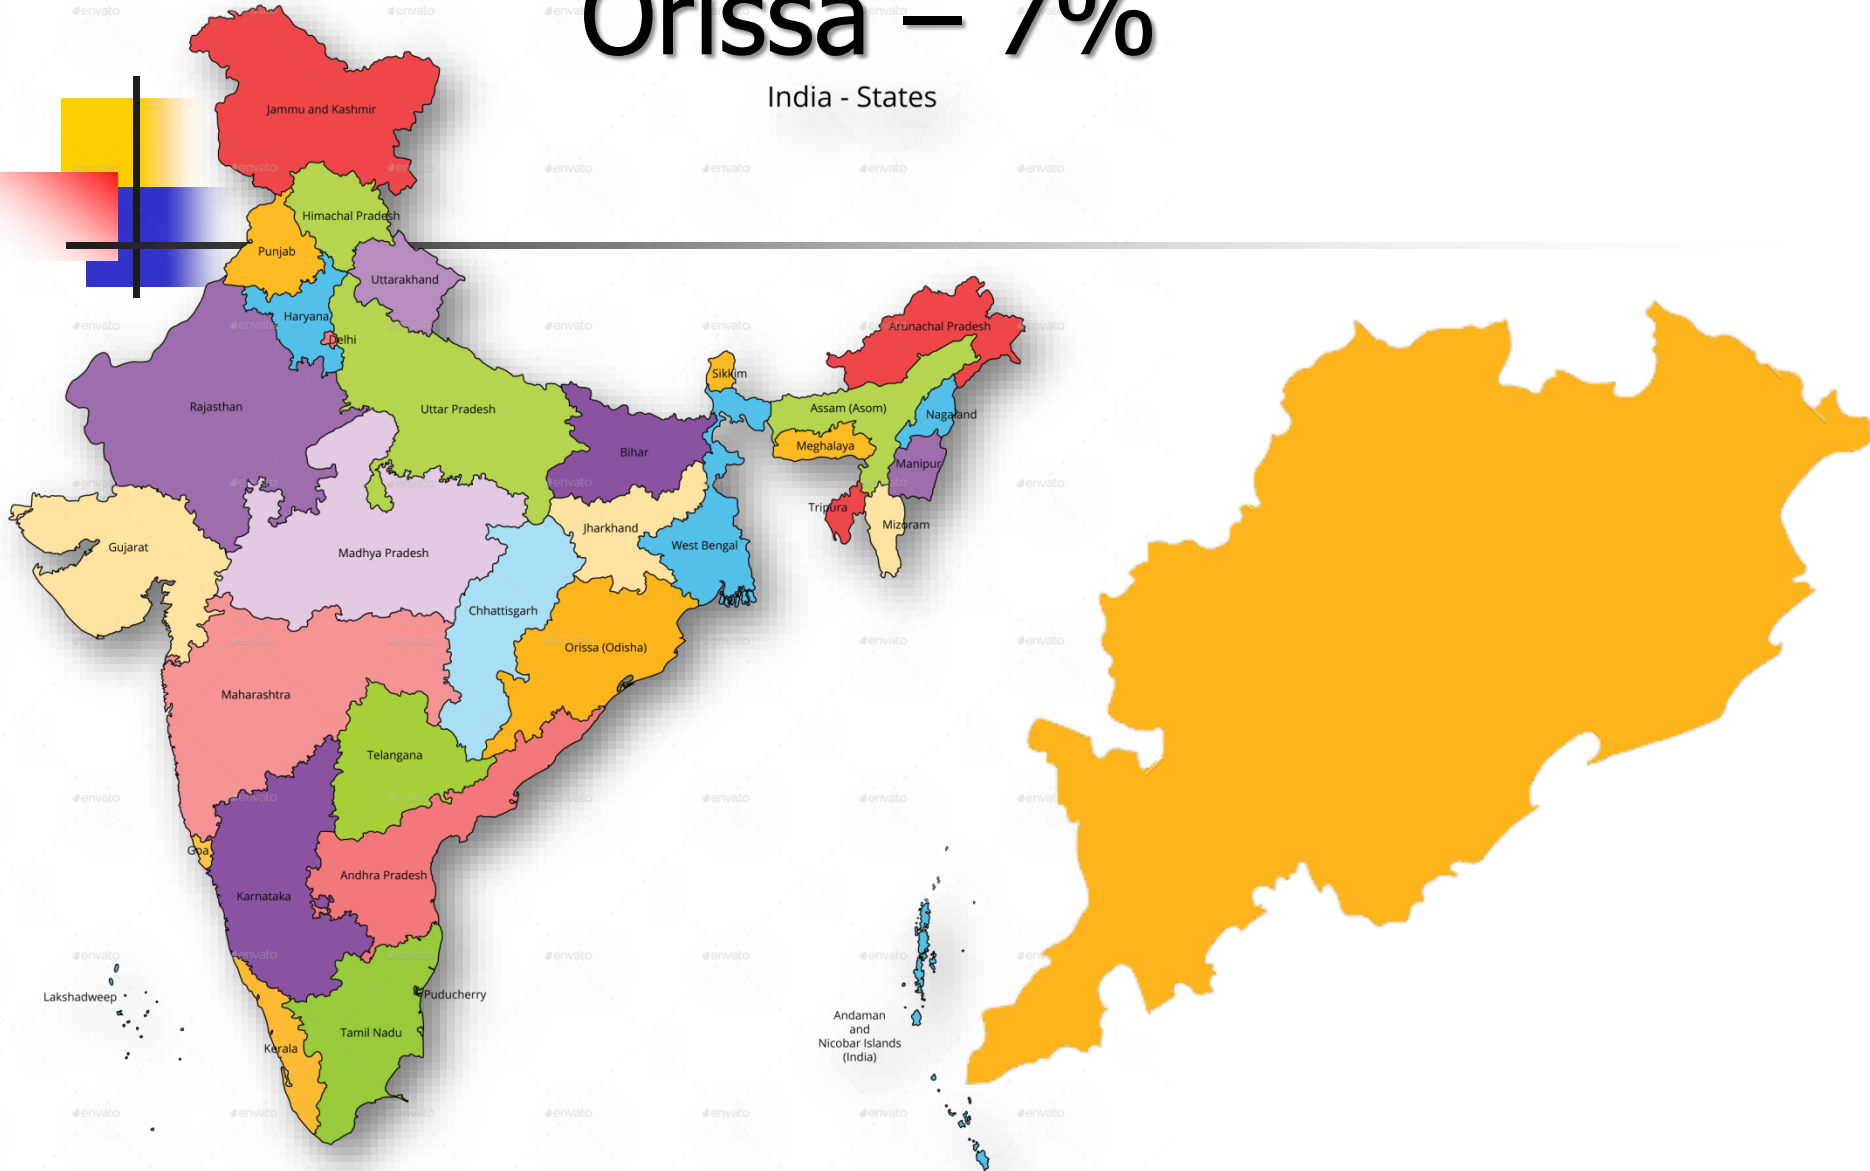 Orissa – 7%
India - States
Jammu and Kashmir
Himachal Pradesh
Punjab
Uttarakhand
Haryana
Delhi
Arunachal Pradesh
Sikkim
Rajasthan
Uttar Pradesh
Assam (Asom)
Nagaland
Bihar
Meghalaya
Manipur
Tripura
Mizoram
Gujarat
Madhya Pradesh
Jharkhand
West Bengal
Chhattisgarh
Orissa (Odisha)
Maharashtra
Telangana
Goa
Andhra Pradesh
Karnataka
Lakshadweep
Puducherry
Tamil Nadu
Kerala
Andaman
and
Nicobar Islands
(India)
envato